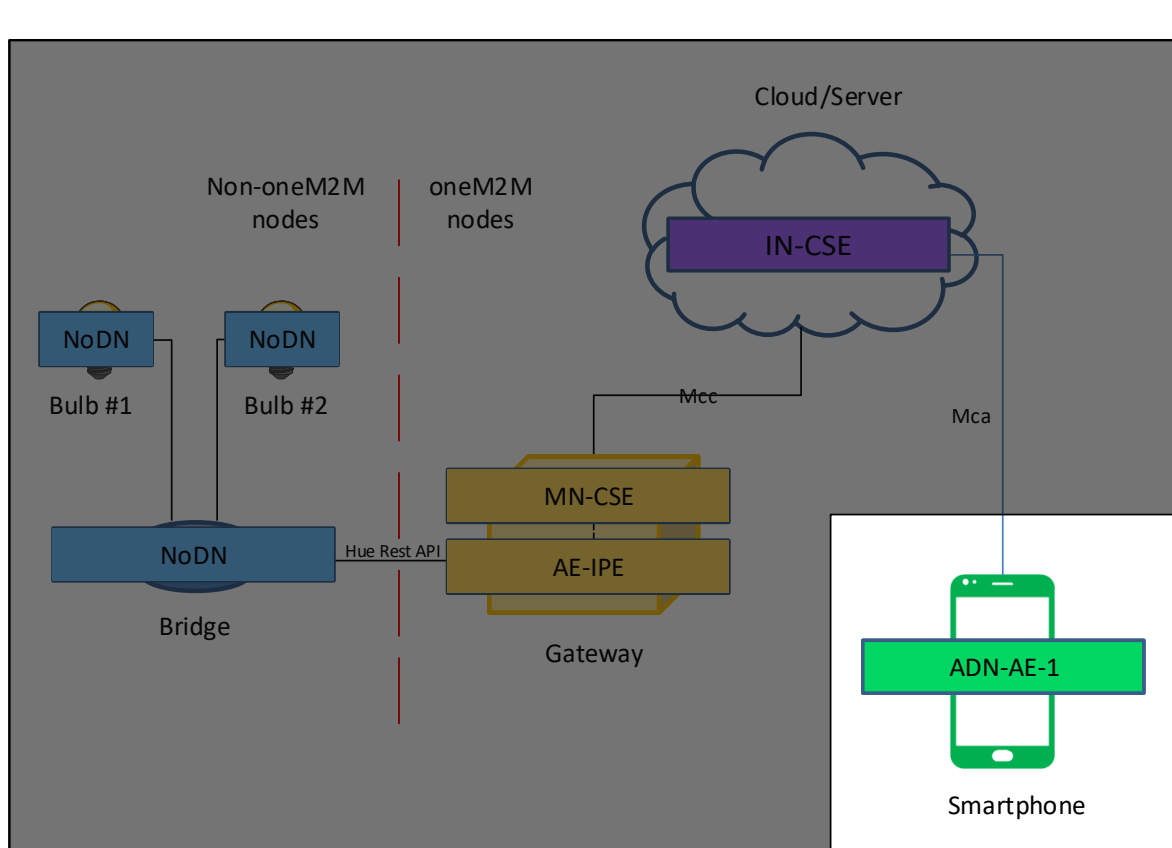 Cloud/Server
Non-oneM2M
nodes
oneM2M
nodes
IN-CSE
NoDN
NoDN
Bulb #1
Bulb #2
Mcc
Mca
MN-CSE
NoDN
Hue Rest API
AE-IPE
Bridge
Gateway
ADN-AE-1
Smartphone